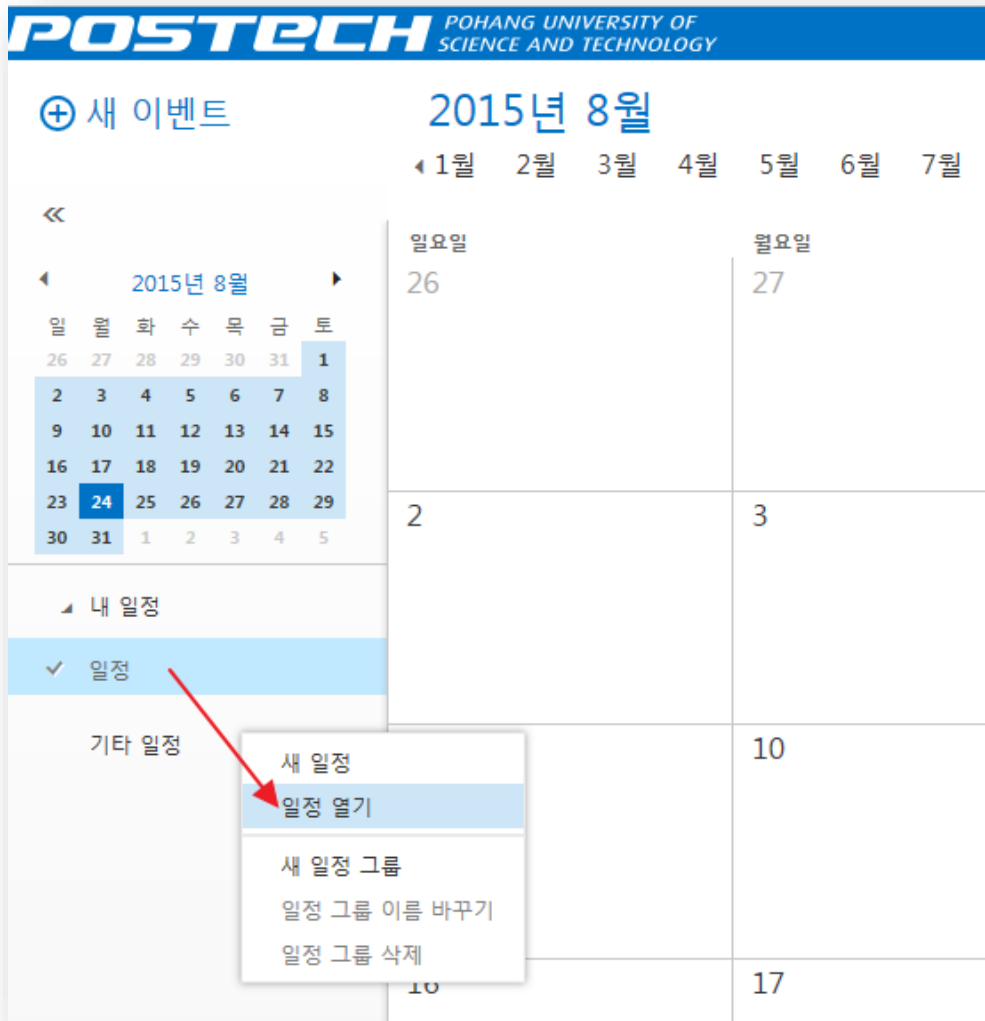 POSTECH POHANG UNIVERSITY OF
SCIENCE AND TECHNOLOGY
새 이벤트
2015년 8월
1월 2월 3월 4월 5월 6월 7월
일요일 월요일
26 27
2015년 8월
일 월 화 수 목 금 토
26 27 28 29 30 31 1
2 3 4 5 6 7 8
9 10 11 12 13 14 15
16 17 18 19 20 21 22
23 24 25 26 27 28 29
30 31 1 2 3 4 5
2 3
내 일정
일정
기타 일정
새 일정
일정 열기
새 일정 그룹
일정 그룹 이름 바꾸기
일정 그룹 삭제
10
16 17